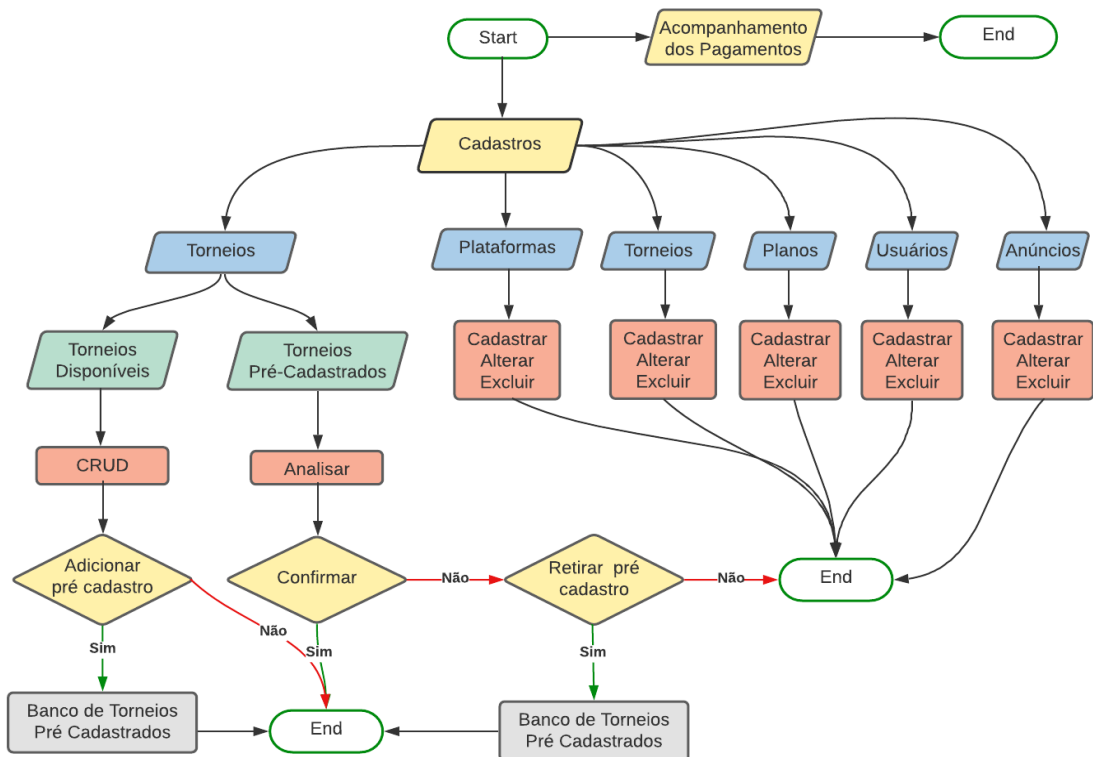 Start
Acompanhamento
dos Pagamentos
End
Cadastros
Torneios
Plataformas
Torneios
Planos
Usuários
Anúncios
Torneios
Disponíveis
Torneios
Pré-Cadastrados
Cadastrar
Alterar
Excluir
Cadastrar
Alterar
Excluir
Cadastrar
Alterar
Excluir
Cadastrar
Alterar
Excluir
Cadastrar
Alterar
Excluir
CRUD
Analisar
Adicionar
pré cadastro
Confirmar
Não
Retirar pré
cadastro
Não
End
Não
Sim
Sim
Sim
Banco de Torneios
Pré Cadastrados
End
Banco de Torneios
Pré Cadastrados